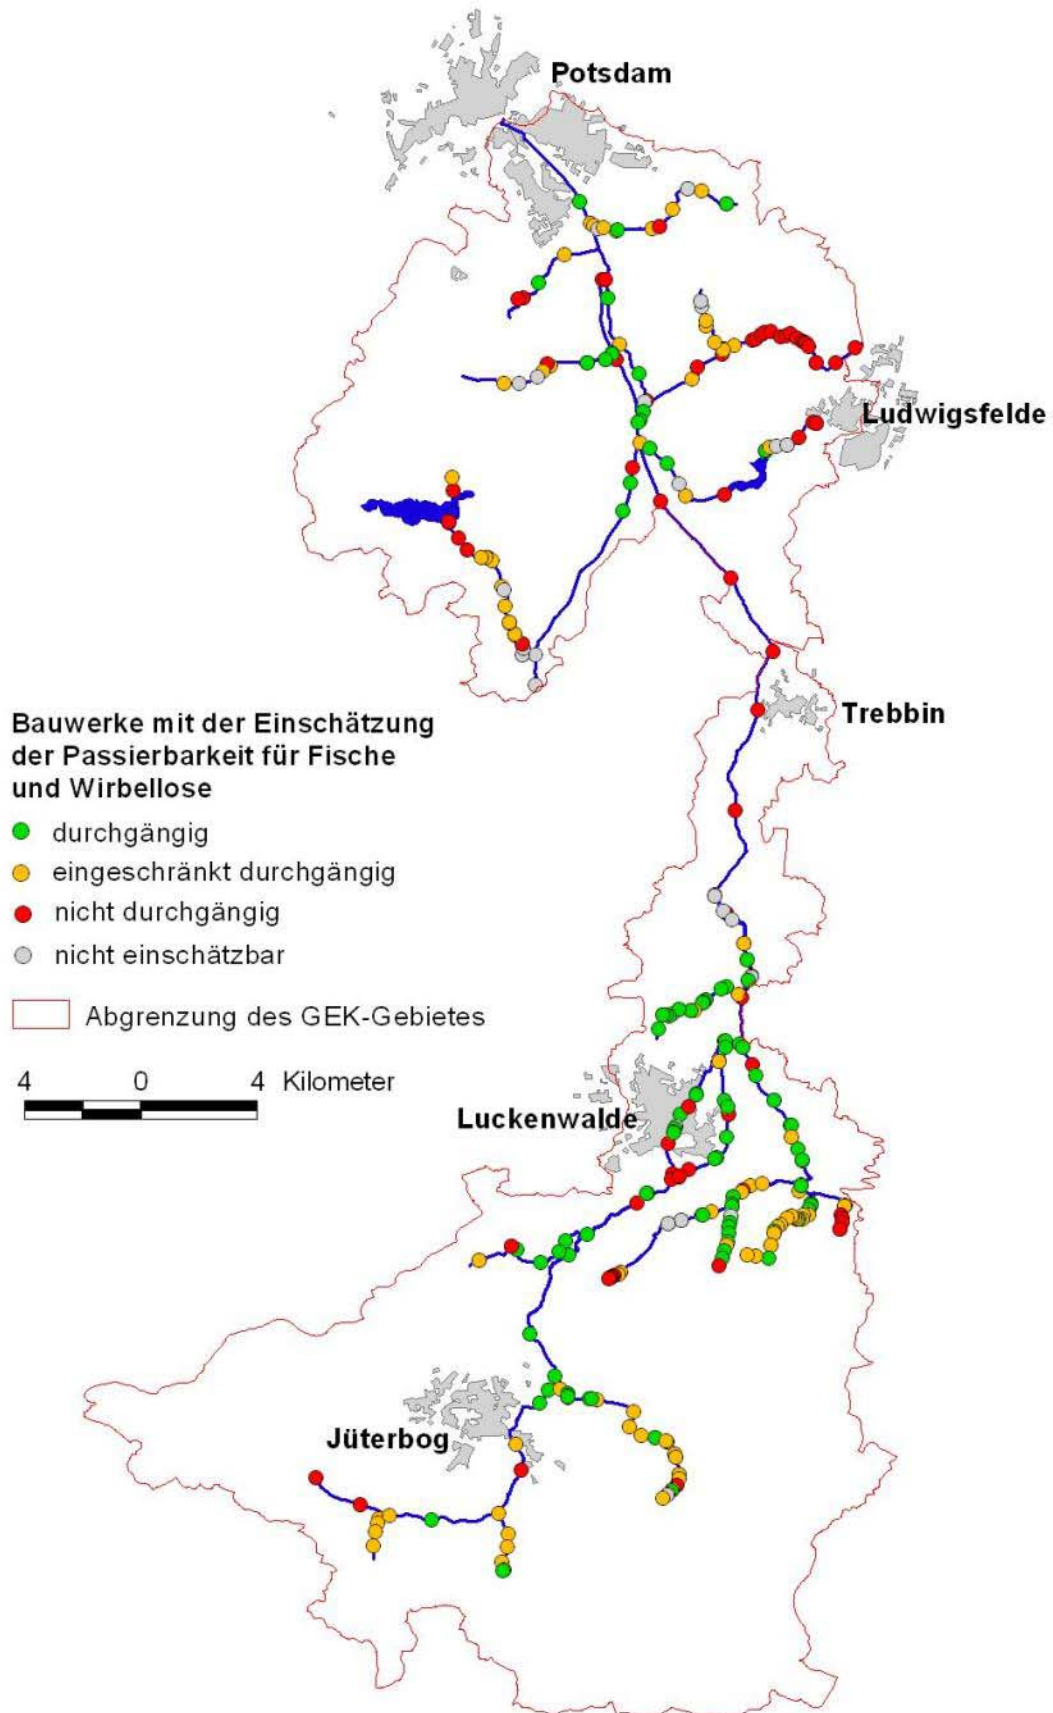 Potsdam
Ludwigsfelde
Trebbin
Bauwerke mit der Einschätzung
der Passierbarkeit für Fische
und Wirbellose
durchgängig
eingeschränkt durchgängig
nicht durchgängig
nicht einschätzbar
Abgrenzung des GEK-Gebietes
4 0 4 Kilometer
Luckenwalde
Jüterbog